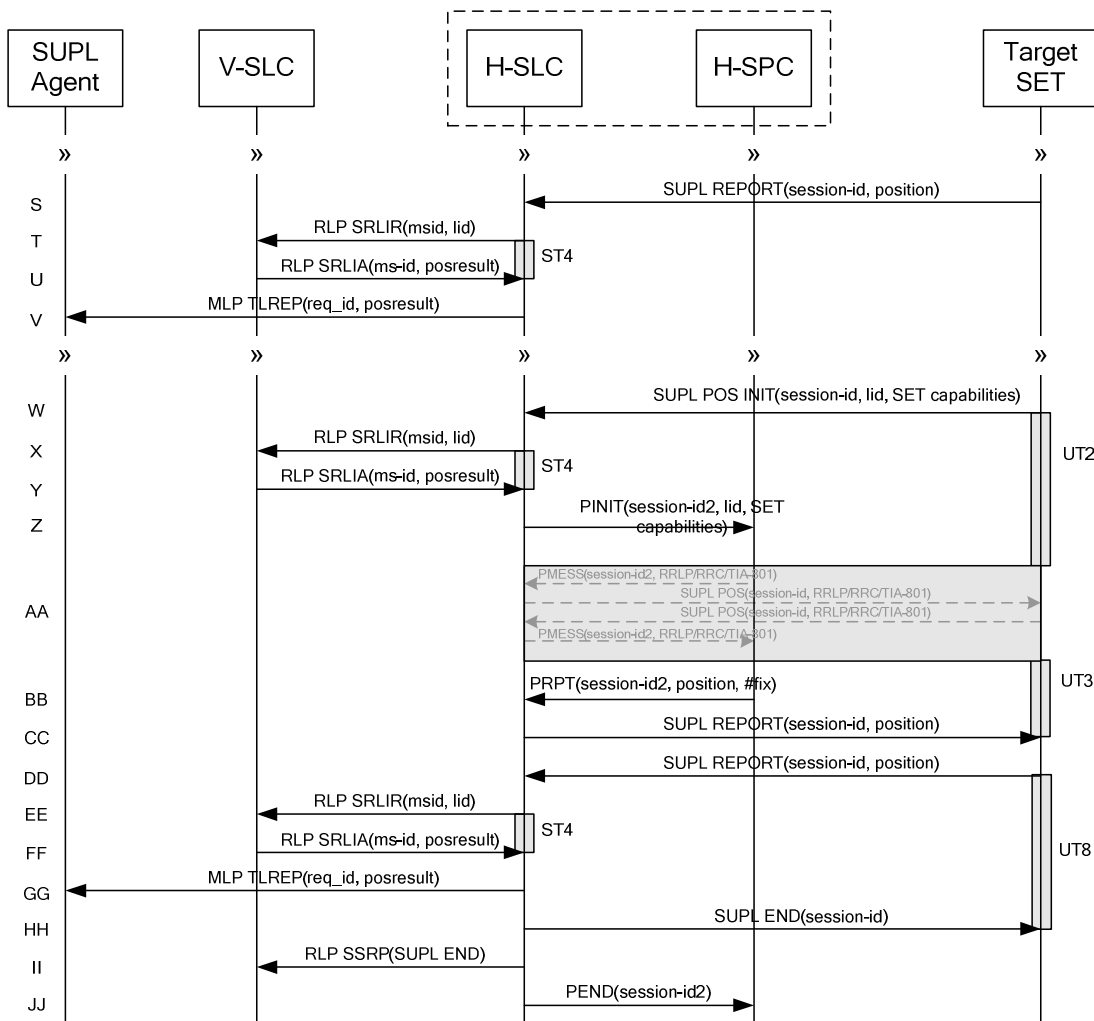 SUPL
Agent
V-SLC
H-SLC
H-SPC
Target
SET
» » » » »
S
SUPL REPORT(session-id, position)
T
RLP SRLIR(msid, lid)
ST4
U
RLP SRLIA(ms-id, posresult)
V
MLP TLREP(req_id, posresult)
» » » » »
W
SUPL POS INIT(session-id, lid, SET capabilities)
X
RLP SRLIR(msid, lid)
ST4
UT2
Y
RLP SRLIA(ms-id, posresult)
Z
PINIT(session-id2, lid, SET
capabilities)
PMESS(session-id2, RRLP/RRC/TIA-801)
SUPL POS(session-id, RRLP/RRC/TIA-801)
AA
SUPL POS(session-id, RRLP/RRC/TIA-801)
PMESS(session-id2, RRLP/RRC/TIA-801)
UT3
BB
PRPT(session-id2, position, #fix)
CC
SUPL REPORT(session-id, position)
DD
SUPL REPORT(session-id, position)
EE
RLP SRLIR(msid, lid)
ST4
FF
RLP SRLIA(ms-id, posresult)
UT8
GG
MLP TLREP(req_id, posresult)
HH
SUPL END(session-id)
II
RLP SSRP(SUPL END)
JJ
PEND(session-id2)